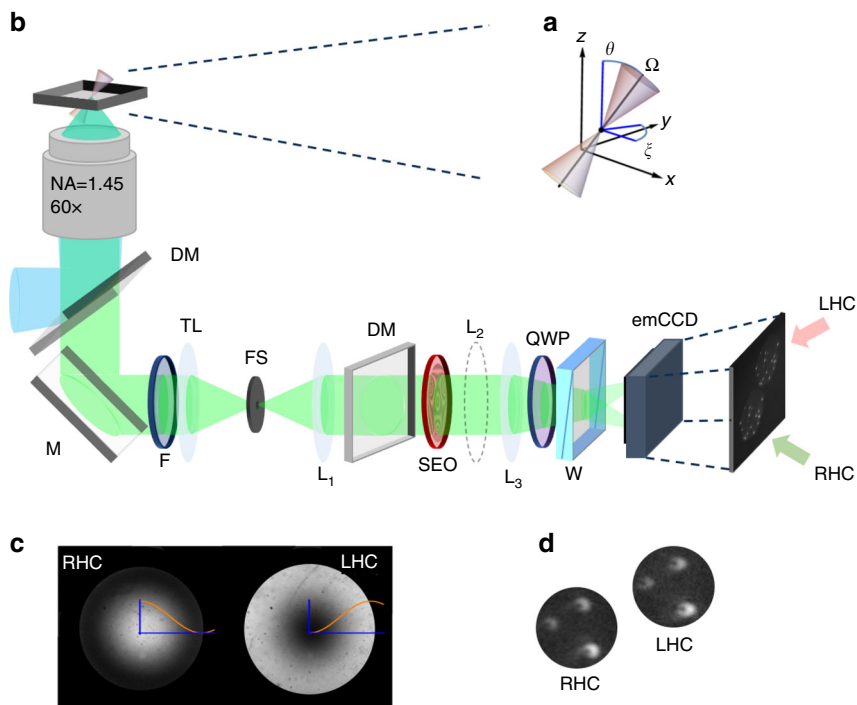 b
a
z
θ
Ω
y
ξ
x
NA=1.45
60×
DM
TL
FS
DM
L₂
QWP
emCCD
LHC
M
F
L₁
SEO
L₃
W
RHC
c
RHC
LHC
d
LHC
RHC